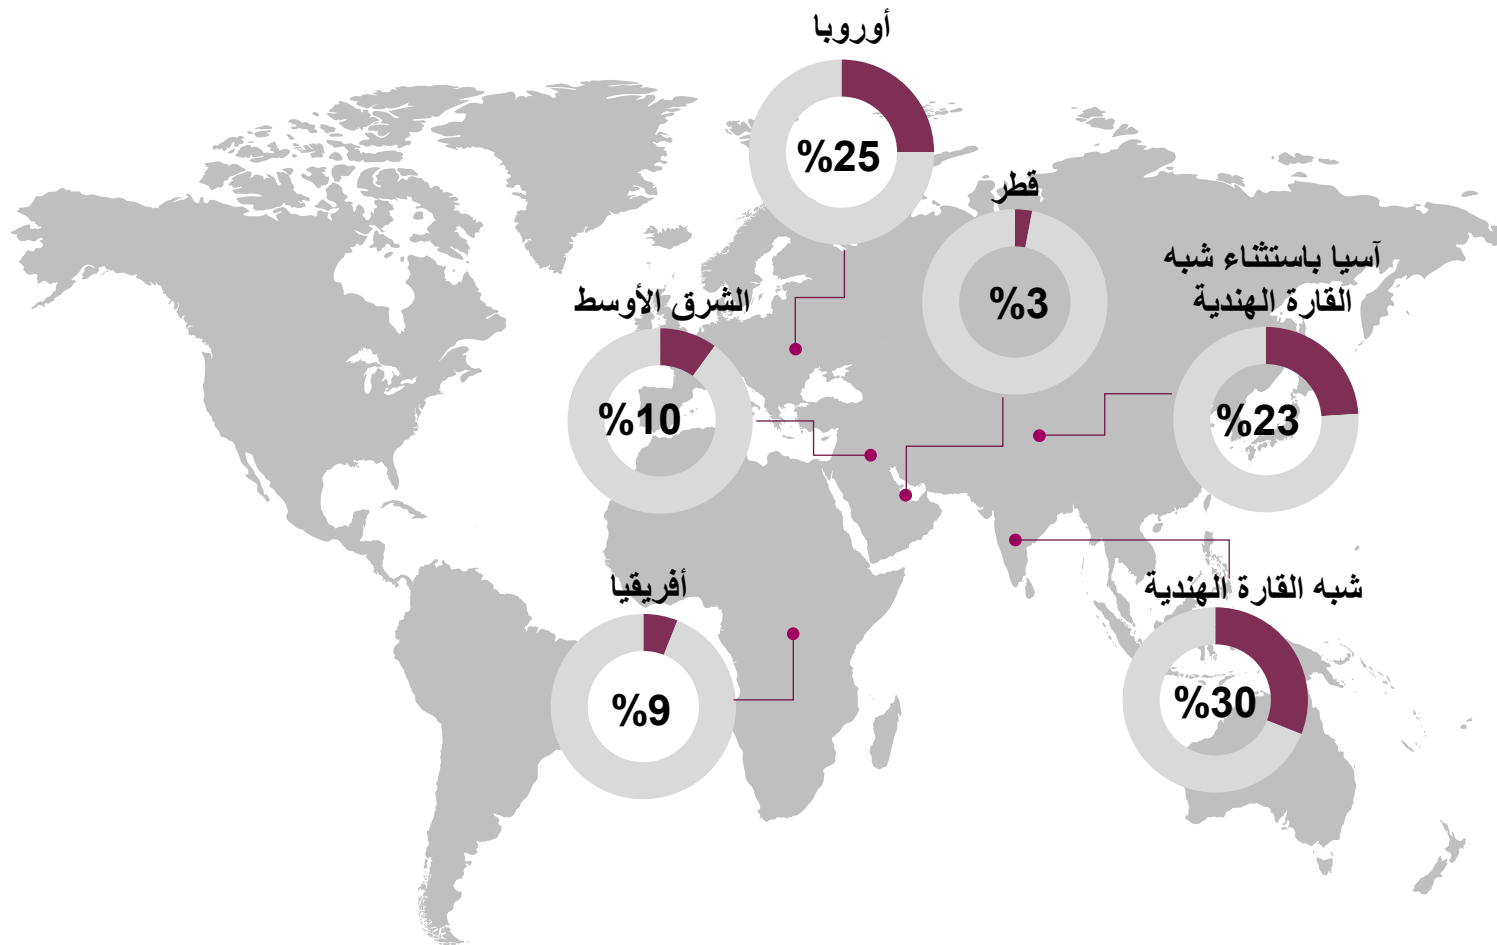 أوروبا
%25
قطر
%3
آسيا باستثناء شبه
القارة الهندية
%23
الشرق الأوسط
%10
شبه القارة الهندية
%30
أفريقيا
%9